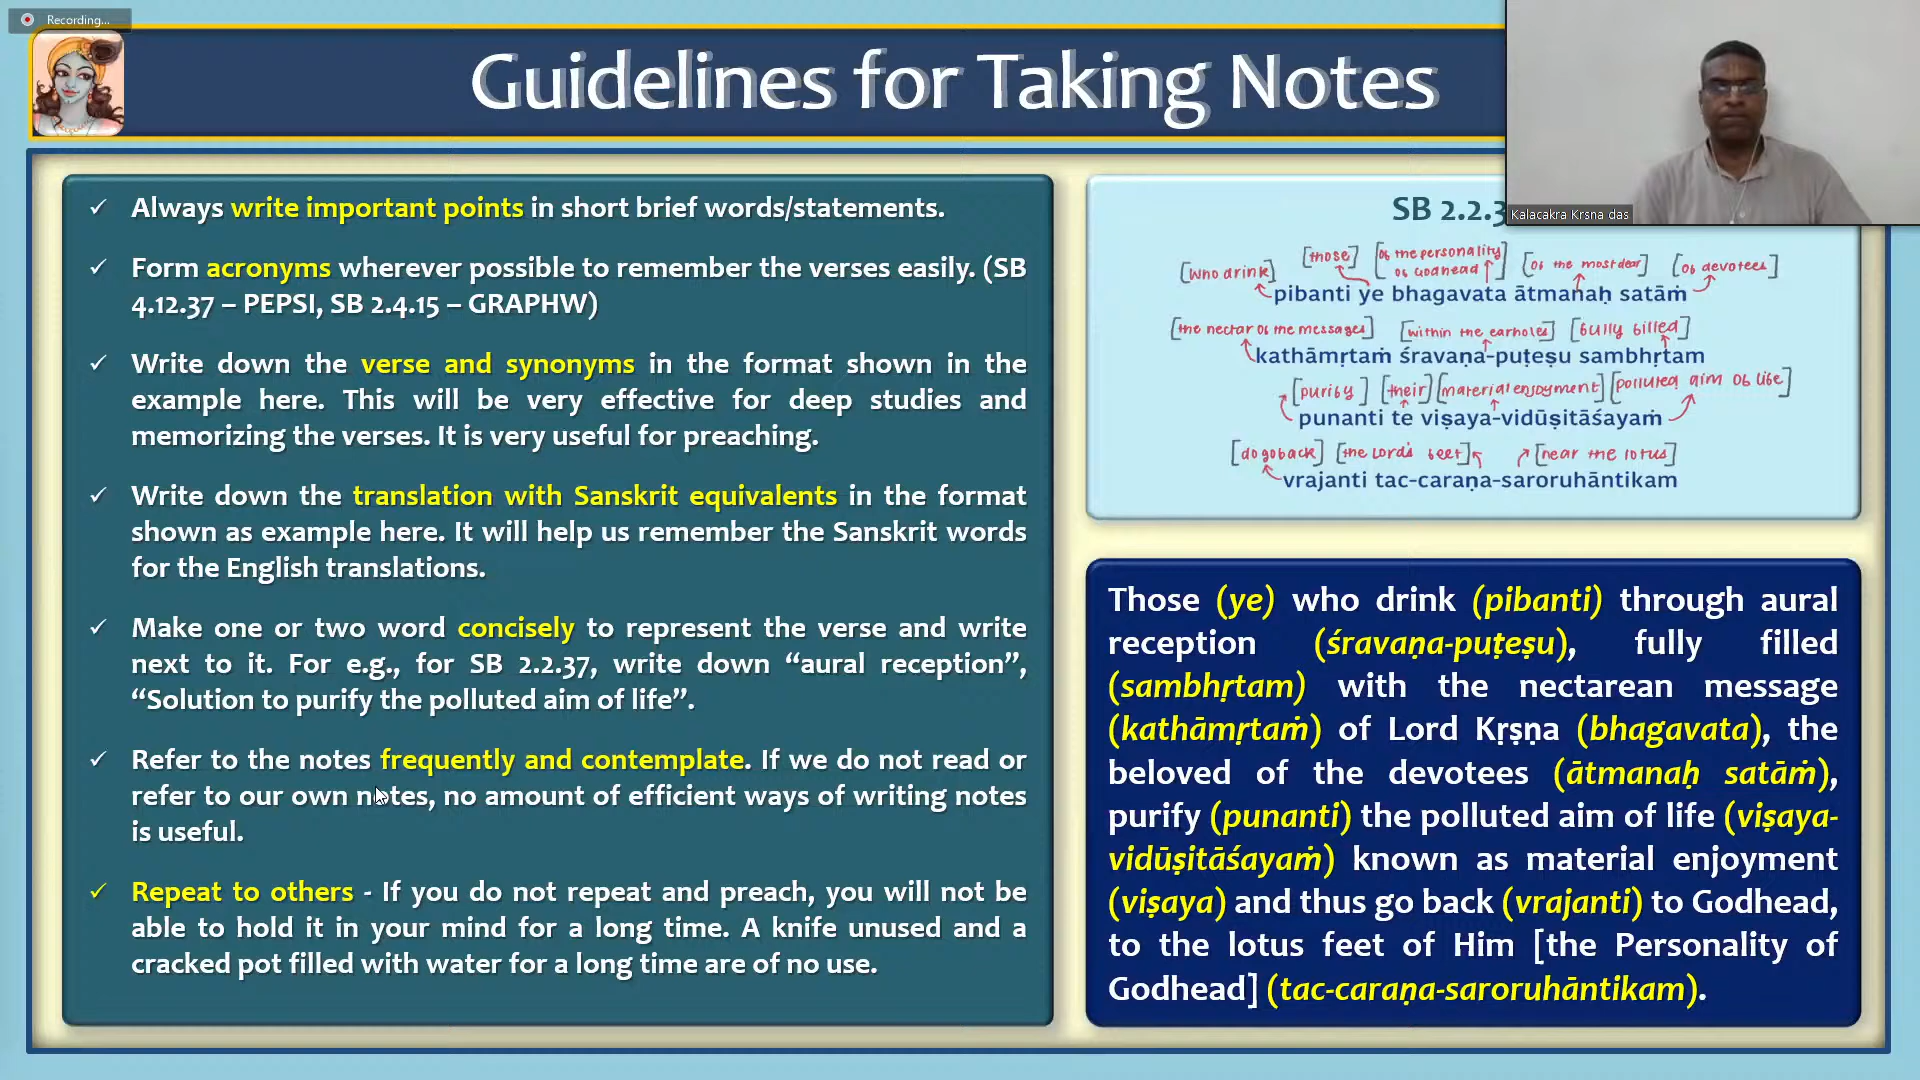 Recording...
Guidelines for Taking Notes
Kalacakra Krsna das
✓ Always write important points in short brief words/statements.
✓ Form acronyms wherever possible to remember the verses easily. (SB
4.12.37 – PEPSI, SB 2.4.15 – GRAPHW)
✓ Write down the verse and synonyms in the format shown in the
example here. This will be very effective for deep studies and
memorizing the verses. It is very useful for preaching.
✓ Write down the translation with Sanskrit equivalents in the format
shown as example here. It will help us remember the Sanskrit words
for the English translations.
✓ Make one or two word concisely to represent the verse and write
next to it. For e.g., for SB 2.2.37, write down “aural reception”,
“Solution to purify the polluted aim of life”.
✓ Refer to the notes frequently and contemplate. If we do not read or
refer to our own notes, no amount of efficient ways of writing notes
is useful.
✓ Repeat to others - If you do not repeat and preach, you will not be
able to hold it in your mind for a long time. A knife unused and a
cracked pot filled with water for a long time are of no use.
SB 2.2.3
[who drink] [those] [of the personality of Godhead] [of the most dear] [of devotees]
pibanti ye bhagavata ātmanaḥ satāṁ
[the nectar of the messages] [within the earholes] [fully filled]
kathāmṛtaṁ śravaṇa-puṭeṣu sambhṛtam
[purify] [their] [material enjoyment] [polluted aim of life]
punanti te viṣaya-vidūṣitāśayaṁ
[do go back] [the Lord's feet] [near the lotus]
vrajanti tac-caraṇa-saroruhāntikam
Those (ye) who drink (pibanti) through aural
reception (śravaṇa-puṭeṣu), fully filled
(sambhṛtam) with the nectarean message
(kathāmṛtaṁ) of Lord Kṛṣṇa (bhagavata), the
beloved of the devotees (ātmanaḥ satāṁ),
purify (punanti) the polluted aim of life (viṣaya-
vidūṣitāśayaṁ) known as material enjoyment
(viṣaya) and thus go back (vrajanti) to Godhead,
to the lotus feet of Him [the Personality of
Godhead] (tac-caraṇa-saroruhāntikam).